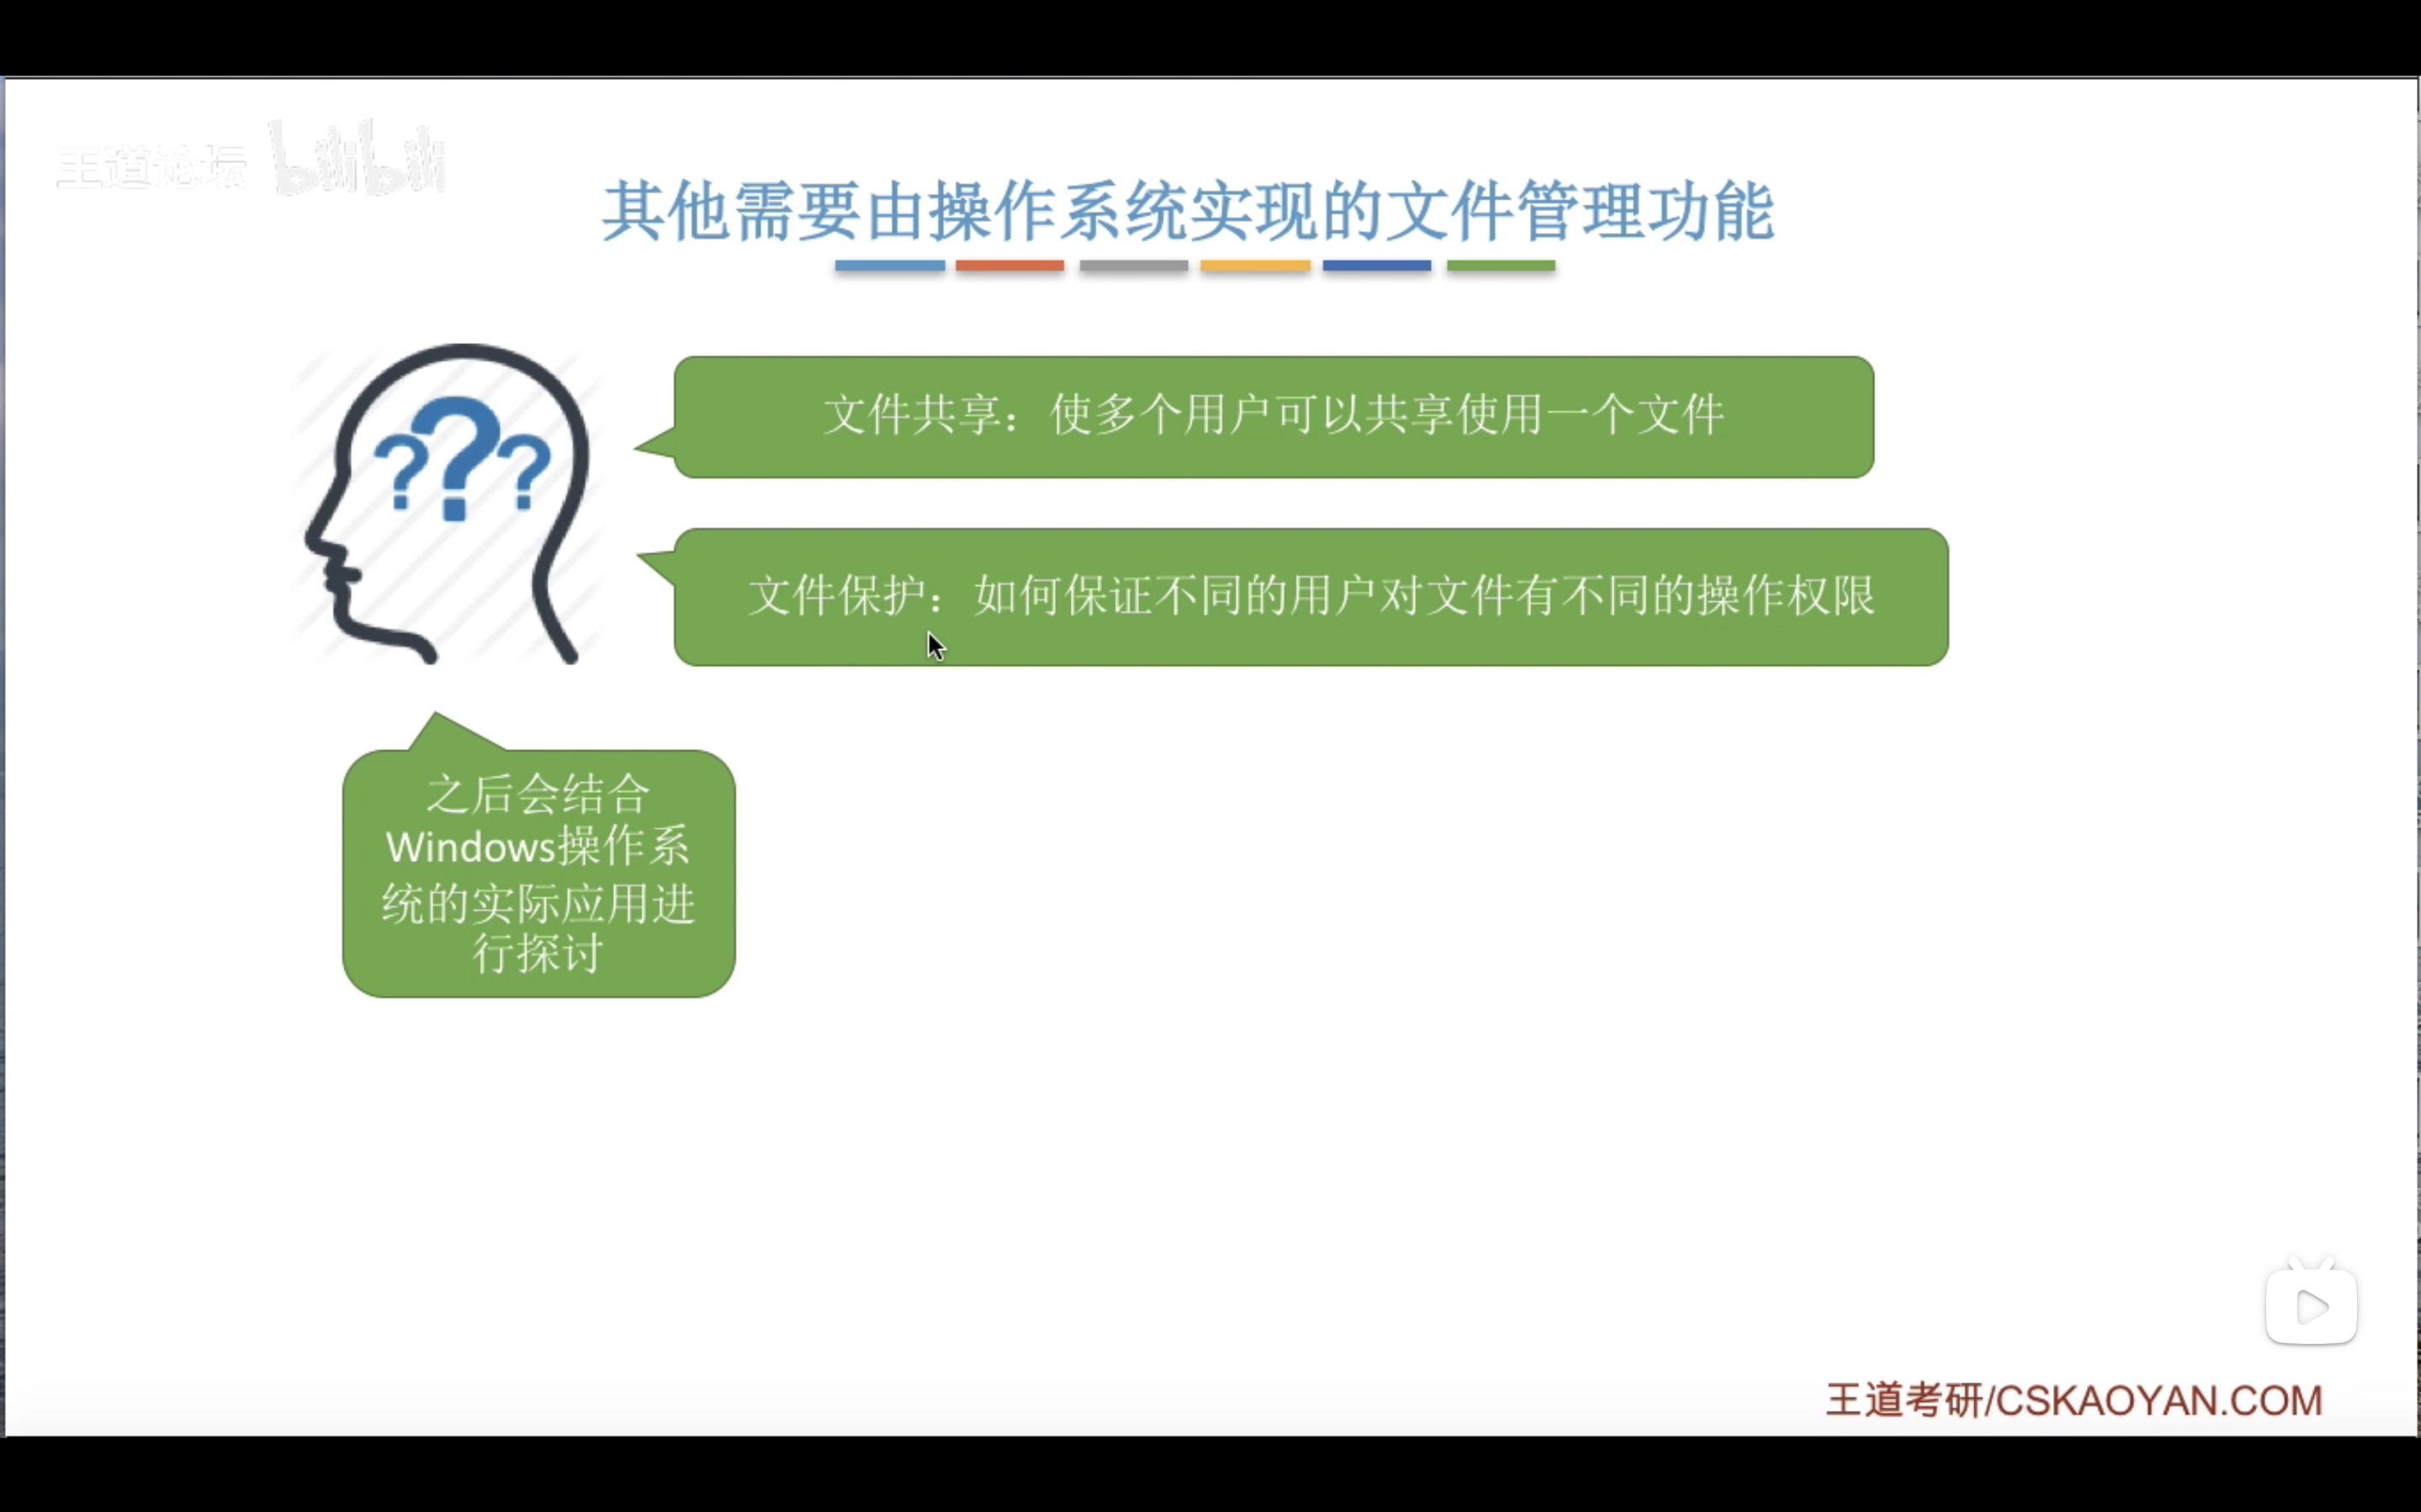 王道论坛 bilibili
其他需要由操作系统实现的文件管理功能
???
文件共享：使多个用户可以共享使用一个文件
文件保护：如何保证不同的用户对文件有不同的操作权限
之后会结合
Windows操作系
统的实际应用进
行探讨
王道考研/CSKAOYAN.COM